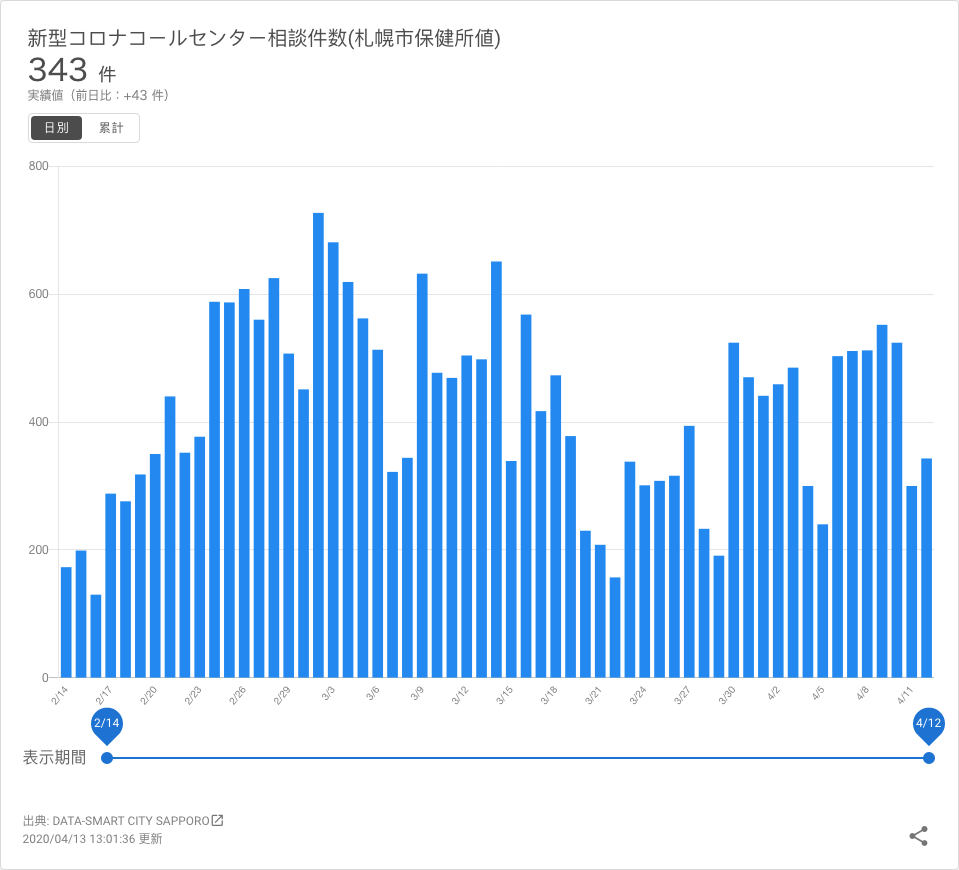 新型コロナコールセンター相談件数(札幌市保健所値)
343 件
実績値（前日比：+43 件）
日別 累計
800
600
400
200
0
2/14 2/17 2/20 2/23 2/26 2/29 3/3 3/6 3/9 3/12 3/15 3/18 3/21 3/24 3/27 3/30 4/2 4/5 4/8 4/11
2/14 4/12
表示期間
出典: DATA-SMART CITY SAPPORO
2020/04/13 13:01:36 更新